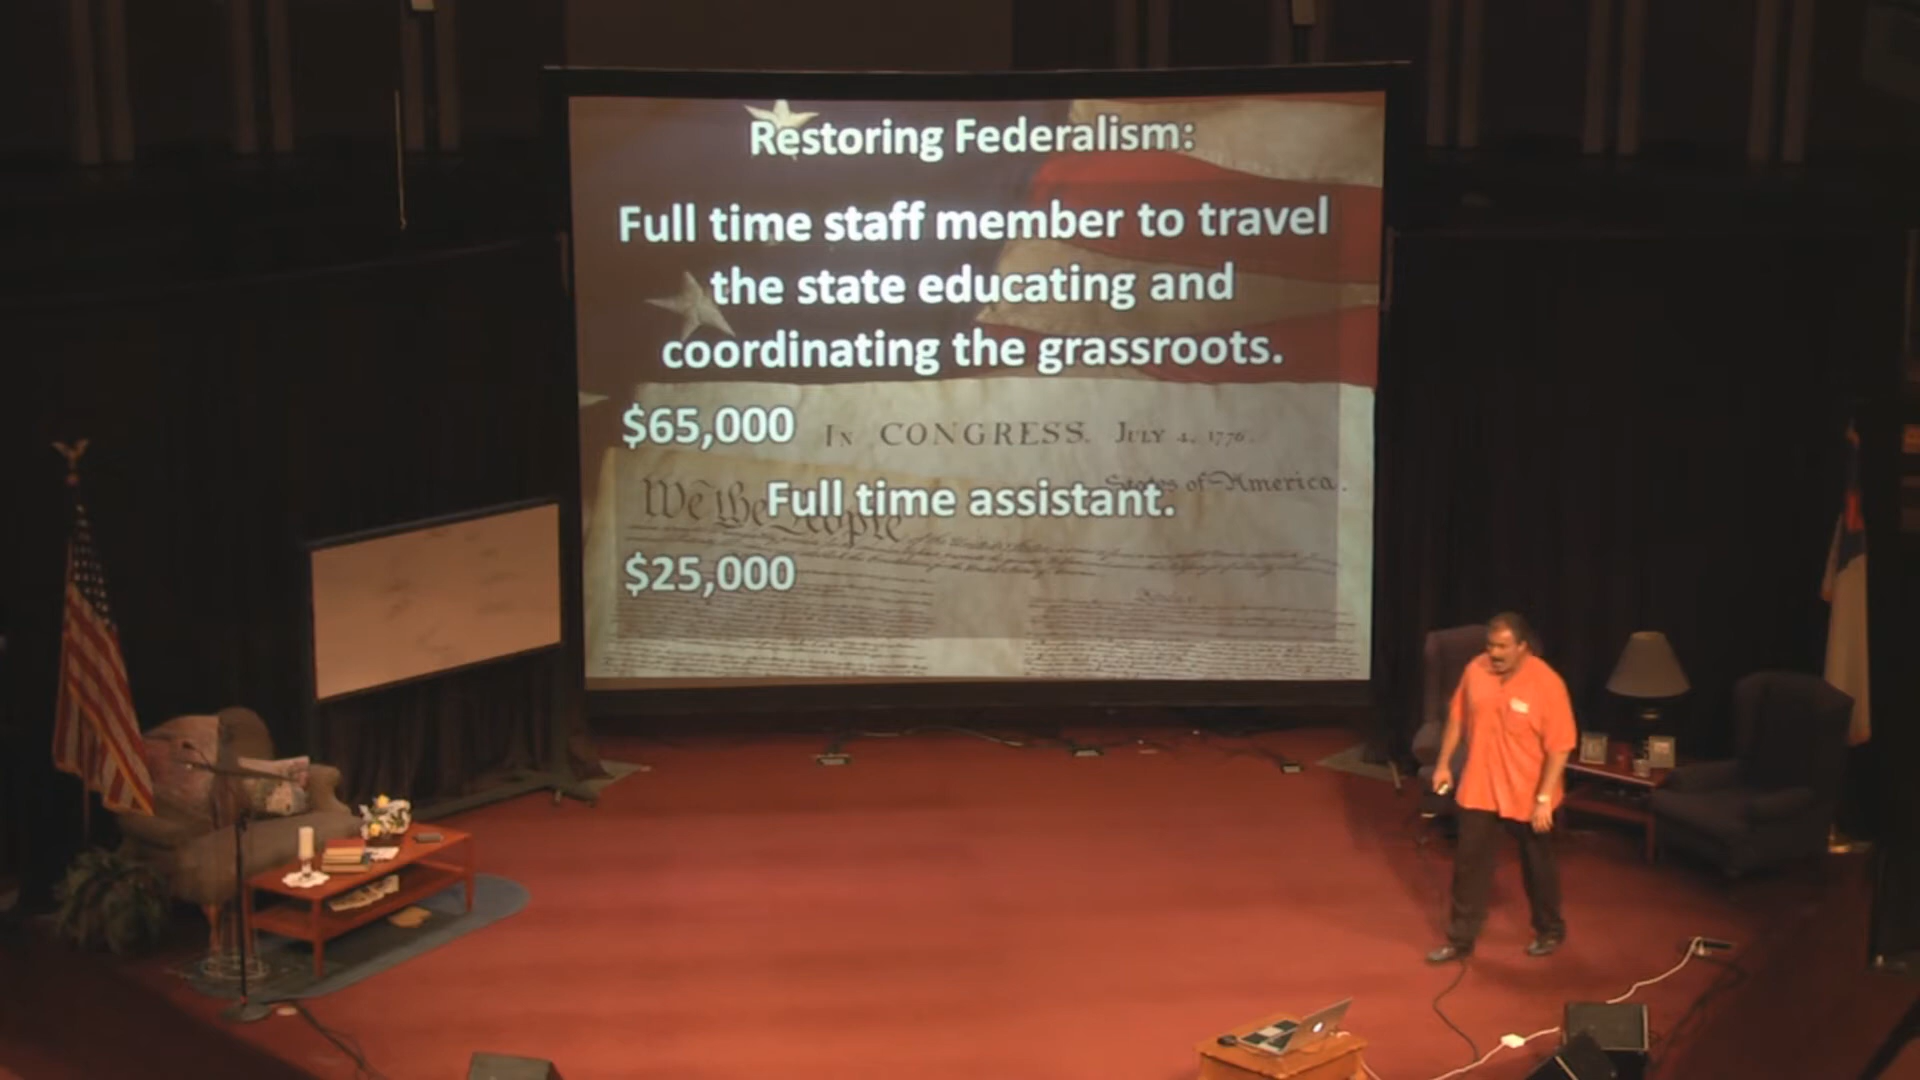 Restoring Federalism:
Full time staff member to travel
the state educating and
coordinating the grassroots.
$65,000
IN CONGRESS. JULY 4, 1776.
States of America.
We the People
Full time assistant.
$25,000